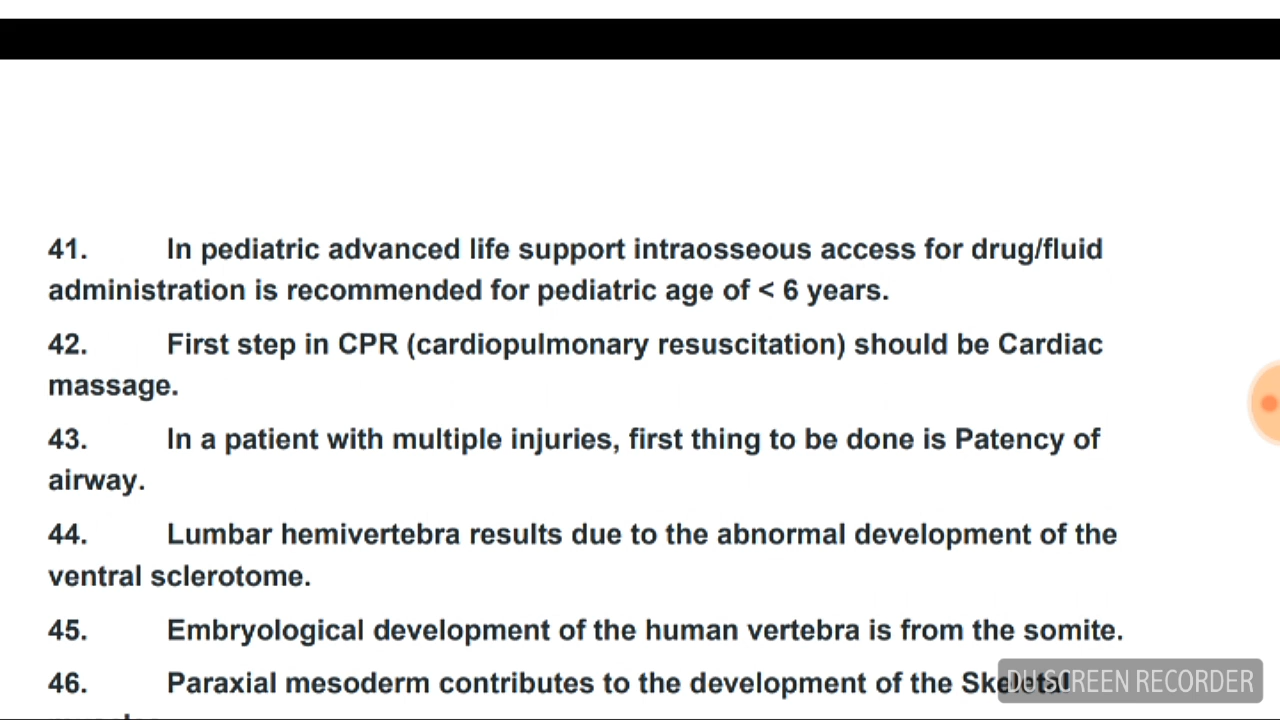 41. In pediatric advanced life support intraosseous access for drug/fluid
administration is recommended for pediatric age of < 6 years.
42. First step in CPR (cardiopulmonary resuscitation) should be Cardiac
massage.
43. In a patient with multiple injuries, first thing to be done is Patency of
airway.
44. Lumbar hemivertebra results due to the abnormal development of the
ventral sclerotome.
45. Embryological development of the human vertebra is from the somite.
46. Paraxial mesoderm contributes to the development of the Skeletal
DU SCREEN RECORDER